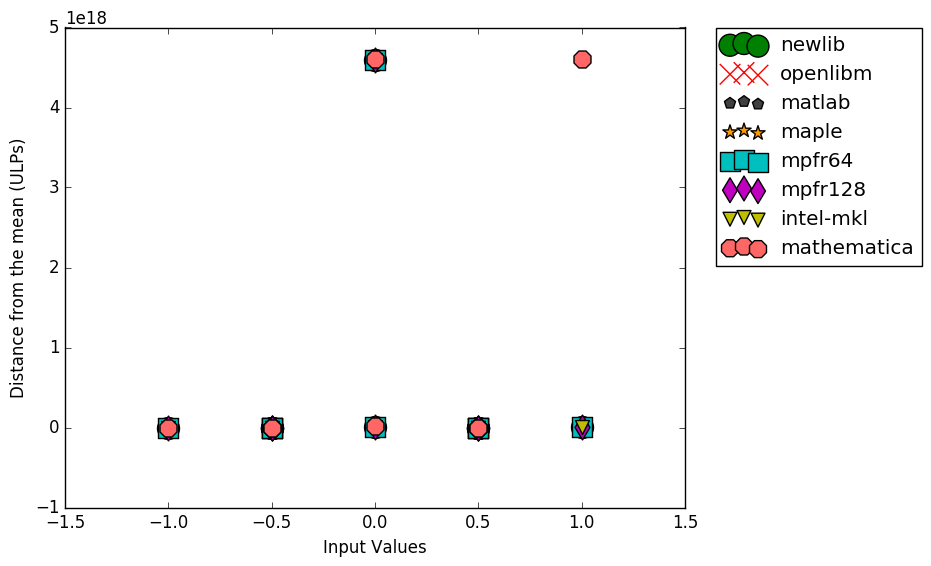 1e18
5
4
3
2
1
0
−1
−1.5 −1.0 −0.5 0.0 0.5 1.0 1.5
Input Values
Distance from the mean (ULPs)
newlib
openlibm
matlab
maple
mpfr64
mpfr128
intel-mkl
mathematica